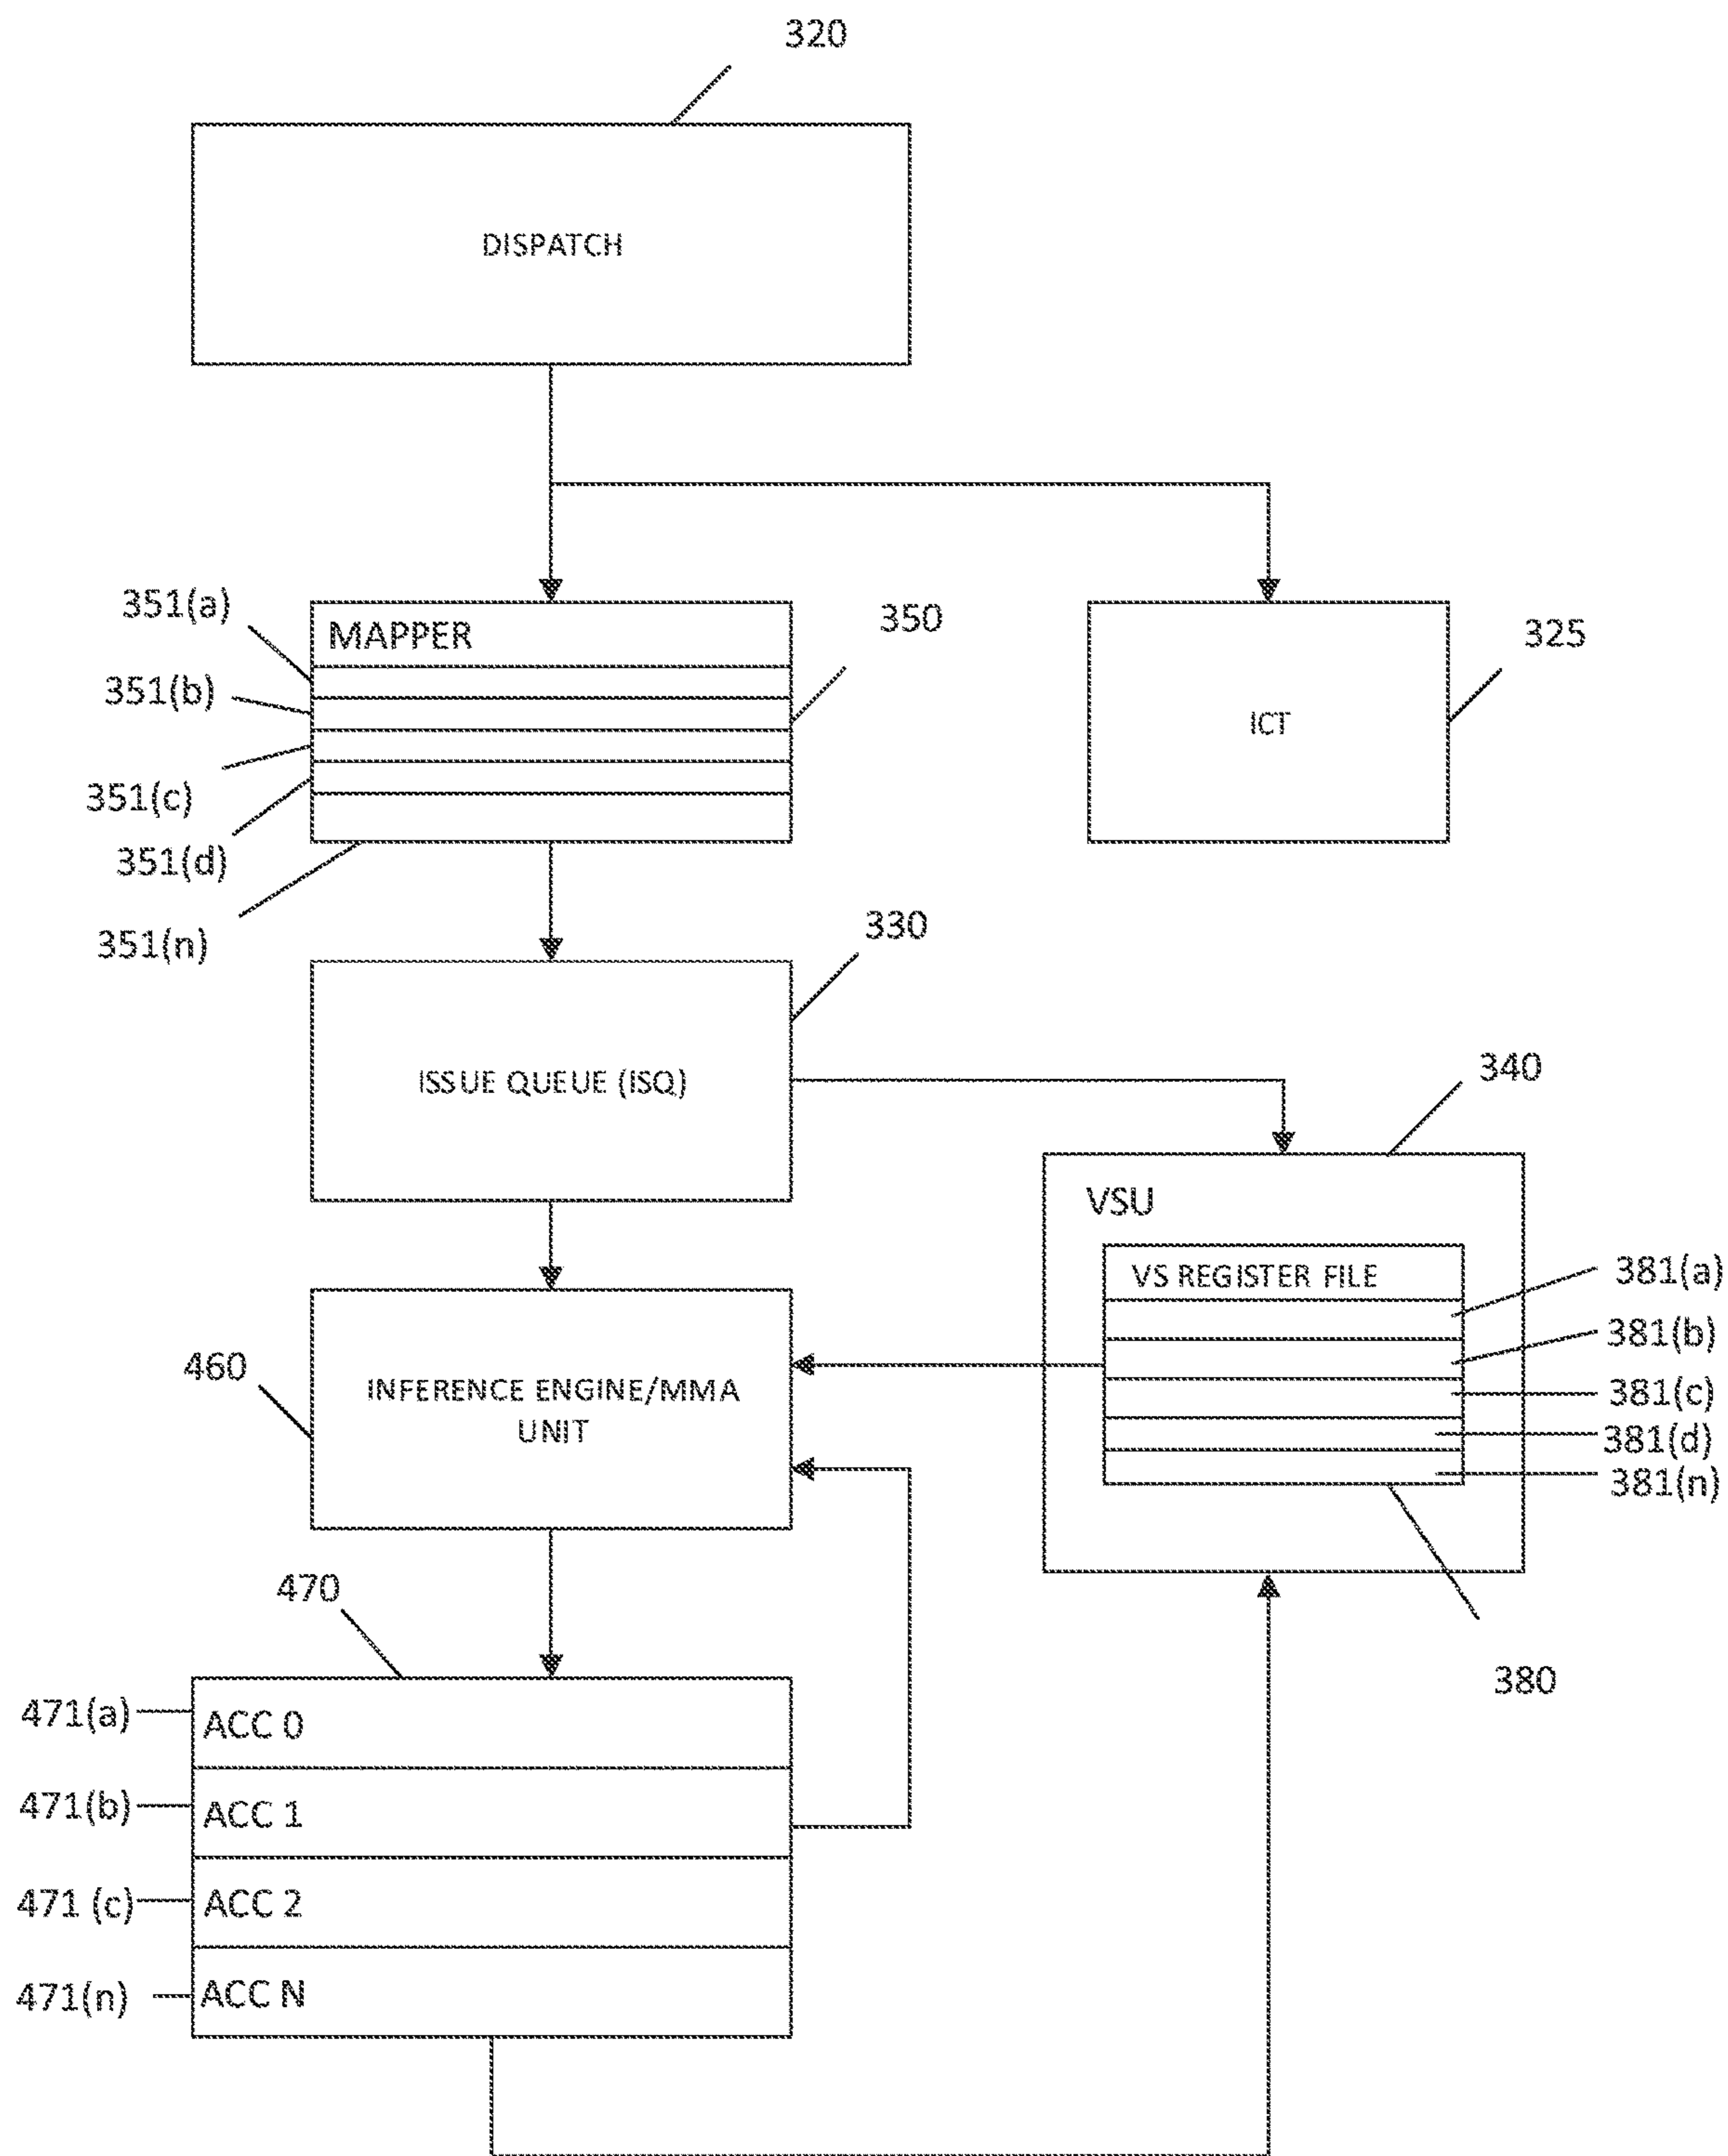 320
DISPATCH
351(a)
MAPPER
350
325
351(b)
ICT
351(c)
351(d)
351(n)
330
ISSUE QUEUE (ISQ)
340
VSU
VS REGISTER FILE
381(a)
381(b)
460
INFERENCE ENGINE/MMA
UNIT
381(c)
381(d)
381(n)
470
380
471(a)
ACC 0
471(b)
ACC 1
471 (c)
ACC 2
471(n)
ACC N